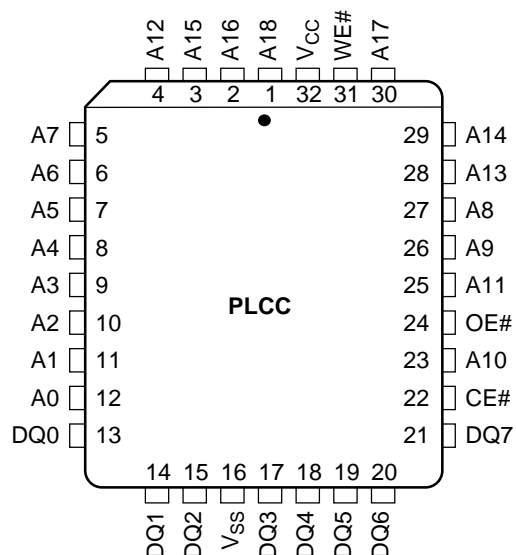 A12 A15 A16 A18 VCC WE# A17
4 3 2 1 32 31 30
A7 5 29 A14
A6 6 28 A13
A5 7 27 A8
A4 8 26 A9
A3 9 25 A11
PLCC
A2 10 24 OE#
A1 11 23 A10
A0 12 22 CE#
DQ0 13 21 DQ7
14 15 16 17 18 19 20
DQ1 DQ2 VSS DQ3 DQ4 DQ5 DQ6